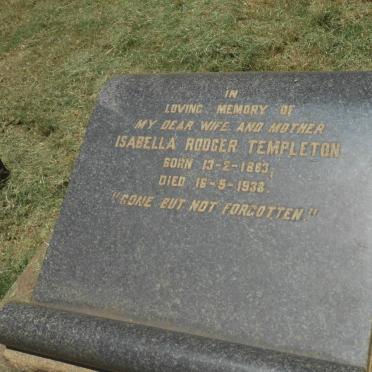 IN
LOVING MEMORY OF
MY DEAR WIFE AND MOTHER
ISABELLA RODGER TEMPLETON
BORN 13-2-1863,
DIED 16-5-1938.
"GONE BUT NOT FORGOTTEN."